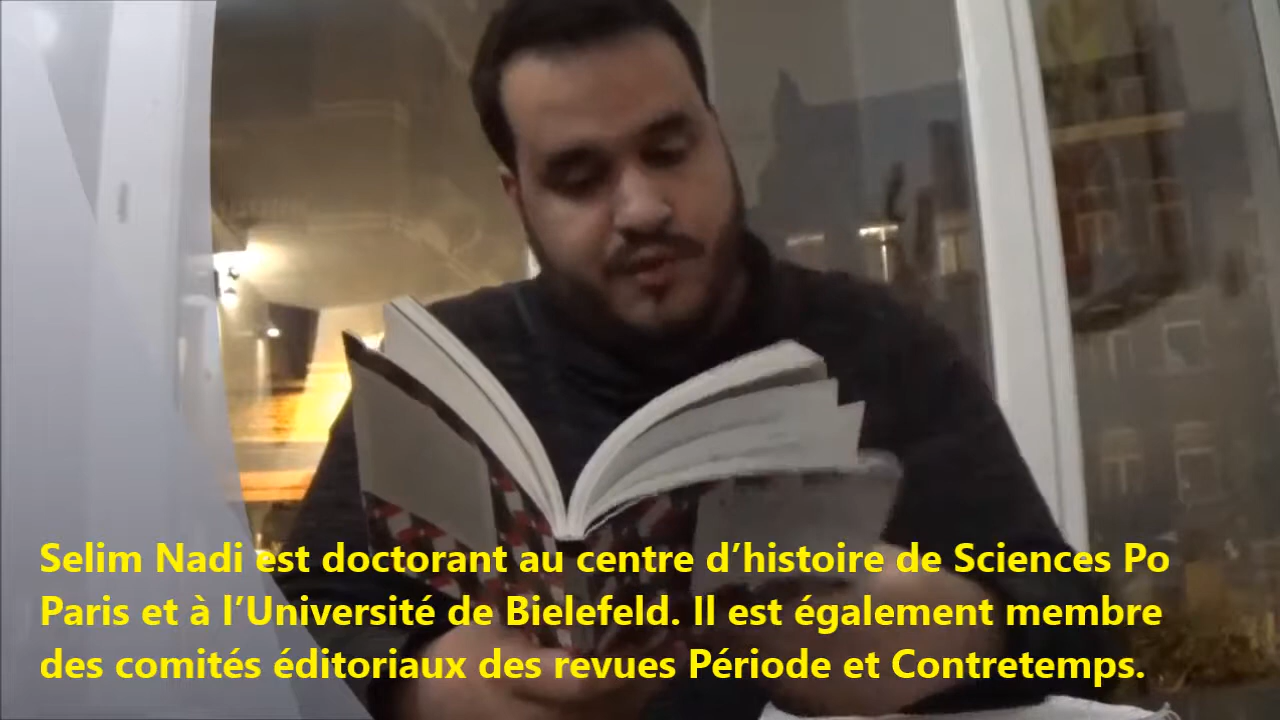 Selim Nadi est doctorant au centre d’histoire de Sciences Po
Paris et à l’Université de Bielefeld. Il est également membre
des comités éditoriaux des revues Période et Contretemps.